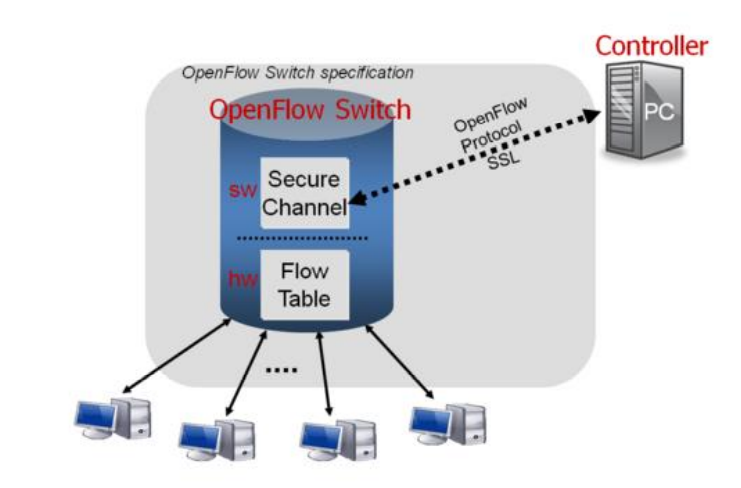 Controller
OpenFlow Switch specification
OpenFlow Switch
PC
OpenFlow
Protocol
SSL
sw
Secure
Channel
hw
Flow
Table